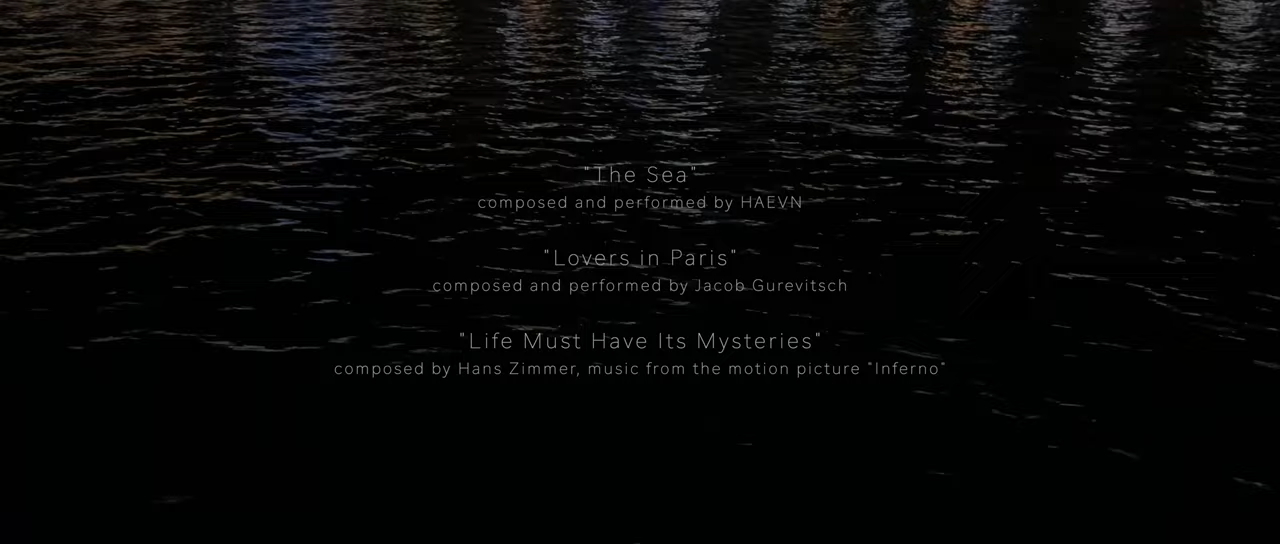 "The Sea"
composed and performed by HAEVN
"Lovers in Paris"
composed and performed by Jacob Gurevitsch
"Life Must Have Its Mysteries"
composed by Hans Zimmer, music from the motion picture "Inferno"